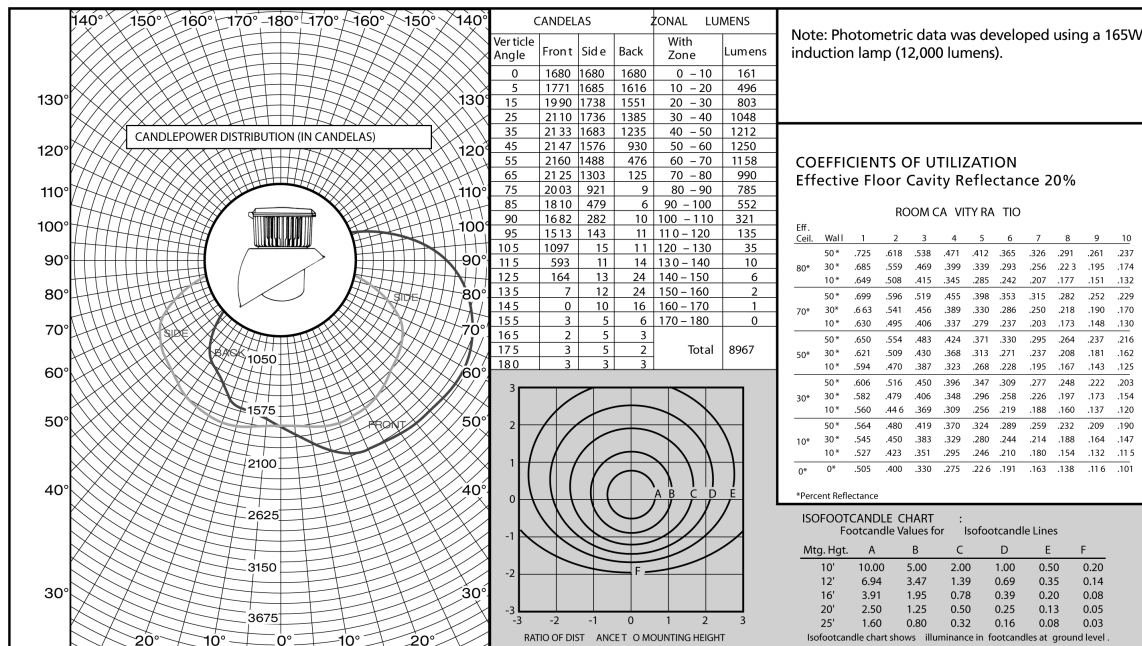 140° 150° 160° 170° 180° 170° 160° 150° 140°
130° 130°
CANDLEPOWER DISTRIBUTION (IN CANDELAS)
120° 120°
110° 110°
100° 100°
90° 90°
80° 80°
SIDE
70° 70°
SIDE
BACK
1050
60° 60°
1575
FRONT
50° 50°
2100
40° 40°
2625
3150
30° 30°
3675
20° 10° 0° 10° 20°
CANDELAS ZONAL LUMENS
Verticle Angle Front Side Back With Zone Lumens
0 1680 1680 1680 0 – 10 161
5 1771 1685 1616 10 – 20 496
15 1990 1738 1551 20 – 30 803
25 2110 1736 1385 30 – 40 1048
35 2133 1683 1235 40 – 50 1212
45 2147 1576 930 50 – 60 1250
55 2160 1488 476 60 – 70 1158
65 2125 1303 125 70 – 80 990
75 2003 921 9 80 – 90 785
85 1810 479 6 90 – 100 552
90 1682 282 10 100 – 110 321
95 1513 143 11 110 – 120 135
105 1097 15 11 120 – 130 35
115 593 11 14 130 – 140 10
125 164 13 24 140 – 150 6
135 7 12 24 150 – 160 2
145 0 10 16 160 – 170 1
155 3 5 6 170 – 180 0
165 2 5 3
175 3 5 2 Total 8967
180 3 3 3
3
2
1
0 A B C D E
-1
-2 F
-3
-3 -2 -1 0 1 2 3
RATIO OF DIST ANCE T O MOUNTING HEIGHT
Note: Photometric data was developed using a 165W
induction lamp (12,000 lumens).
COEFFICIENTS OF UTILIZATION
Effective Floor Cavity Reflectance 20%
ROOM CA VITY RA TIO
Eff.
Ceil. Wall 1 2 3 4 5 6 7 8 9 10
50* .725 .618 .538 .471 .412 .365 .326 .291 .261 .237
80* 30* .685 .559 .469 .399 .339 .293 .256 .223 .195 .174
10* .649 .508 .415 .345 .285 .242 .207 .177 .151 .132
50* .699 .596 .519 .455 .398 .353 .315 .282 .252 .229
70* 30* .663 .541 .456 .389 .330 .286 .250 .218 .190 .170
10* .630 .495 .406 .337 .279 .237 .203 .173 .148 .130
50* .650 .554 .483 .424 .371 .330 .295 .264 .237 .216
50* 30* .621 .509 .430 .368 .313 .271 .237 .208 .181 .162
10* .594 .470 .387 .323 .268 .228 .195 .167 .143 .125
50* .606 .516 .450 .396 .347 .309 .277 .248 .222 .203
30* 30* .582 .479 .406 .348 .296 .258 .226 .197 .173 .154
10* .560 .446 .369 .309 .256 .219 .188 .160 .137 .120
50* .564 .480 .419 .370 .324 .289 .259 .232 .209 .190
10* 30* .545 .450 .383 .329 .280 .244 .214 .188 .164 .147
10* .527 .423 .351 .295 .246 .210 .180 .154 .132 .115
0* 0* .505 .400 .330 .275 .226 .191 .163 .138 .116 .101
*Percent Reflectance
ISOFOOTCANDLE CHART :
Footcandle Values for Isofootcandle Lines
Mtg. Hgt. A B C D E F
10' 10.00 5.00 2.00 1.00 0.50 0.20
12' 6.94 3.47 1.39 0.69 0.35 0.14
16' 3.91 1.95 0.78 0.39 0.20 0.08
20' 2.50 1.25 0.50 0.25 0.13 0.05
25' 1.60 0.80 0.32 0.16 0.08 0.03
Isofootcandle chart shows illuminance in footcandles at ground level.